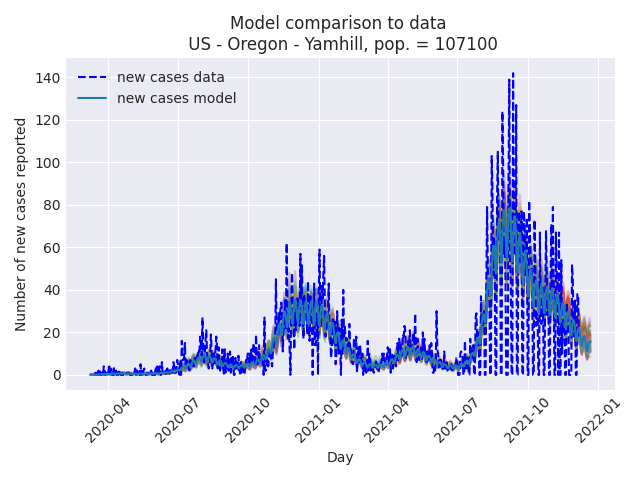 Model comparison to data
US - Oregon - Yamhill, pop. = 107100
new cases data
new cases model
Number of new cases reported
140
120
100
80
60
40
20
0
2020-04
2020-07
2020-10
2021-01
2021-04
2021-07
2021-10
2022-01
Day